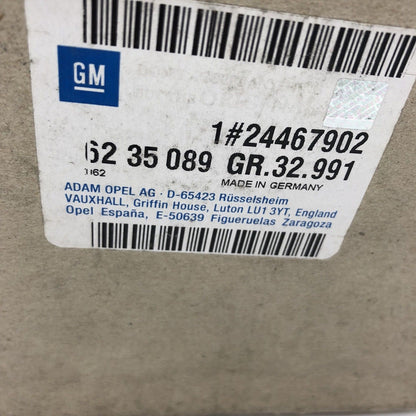 GM
1#24467902
62 35 089 GR.32.991
MADE IN GERMANY
ADAM OPEL AG · D-65423 Rüsselsheim
VAUXHALL, Griffin House, Luton LU1 3YT, England
Opel España, E-50639 Figueruelas Zaragoza